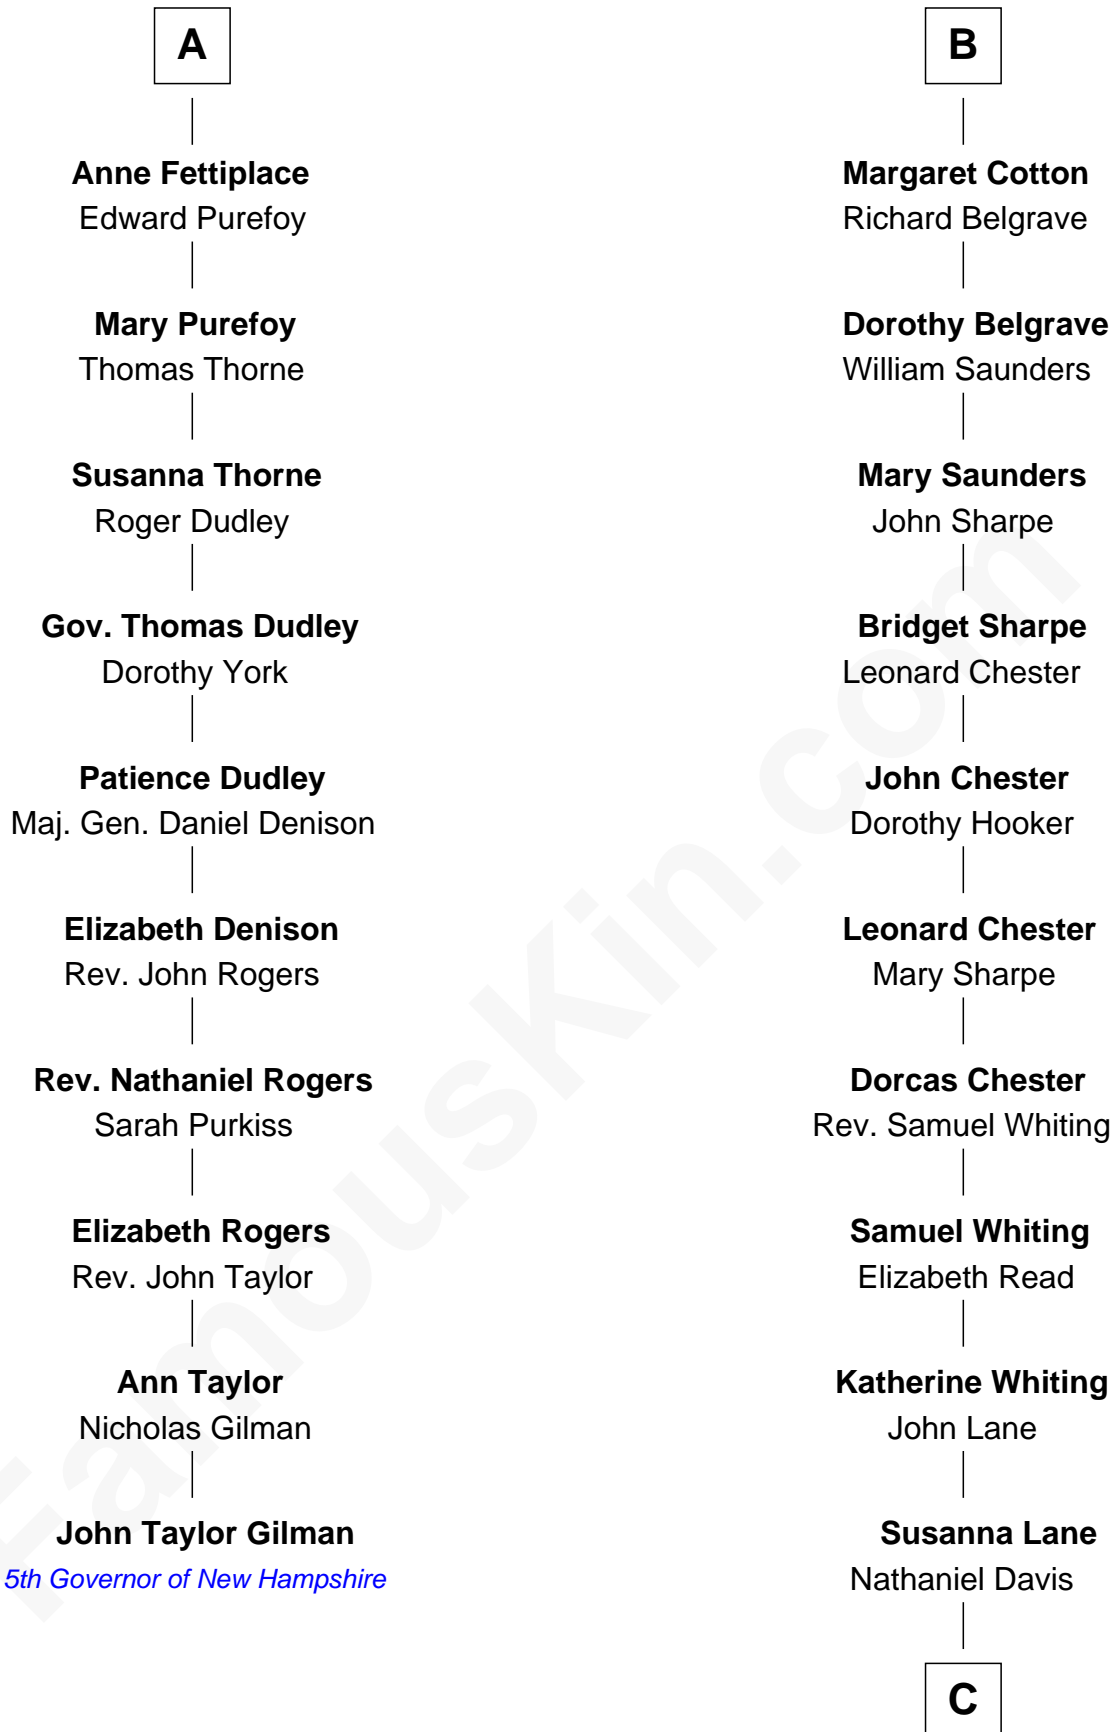 A
Anne Fettiplace
Edward Purefoy
Mary Purefoy
Thomas Thorne
Susanna Thorne
Roger Dudley
Gov. Thomas Dudley
Dorothy York
Patience Dudley
Maj. Gen. Daniel Denison
Elizabeth Denison
Rev. John Rogers
Rev. Nathaniel Rogers
Sarah Purkiss
Elizabeth Rogers
Rev. John Taylor
Ann Taylor
Nicholas Gilman
John Taylor Gilman
5th Governor of New Hampshire
B
Margaret Cotton
Richard Belgrave
Dorothy Belgrave
William Saunders
Mary Saunders
John Sharpe
Bridget Sharpe
Leonard Chester
John Chester
Dorothy Hooker
Leonard Chester
Mary Sharpe
Dorcas Chester
Rev. Samuel Whiting
Samuel Whiting
Elizabeth Read
Katherine Whiting
John Lane
Susanna Lane
Nathaniel Davis
C
FamousKin.com